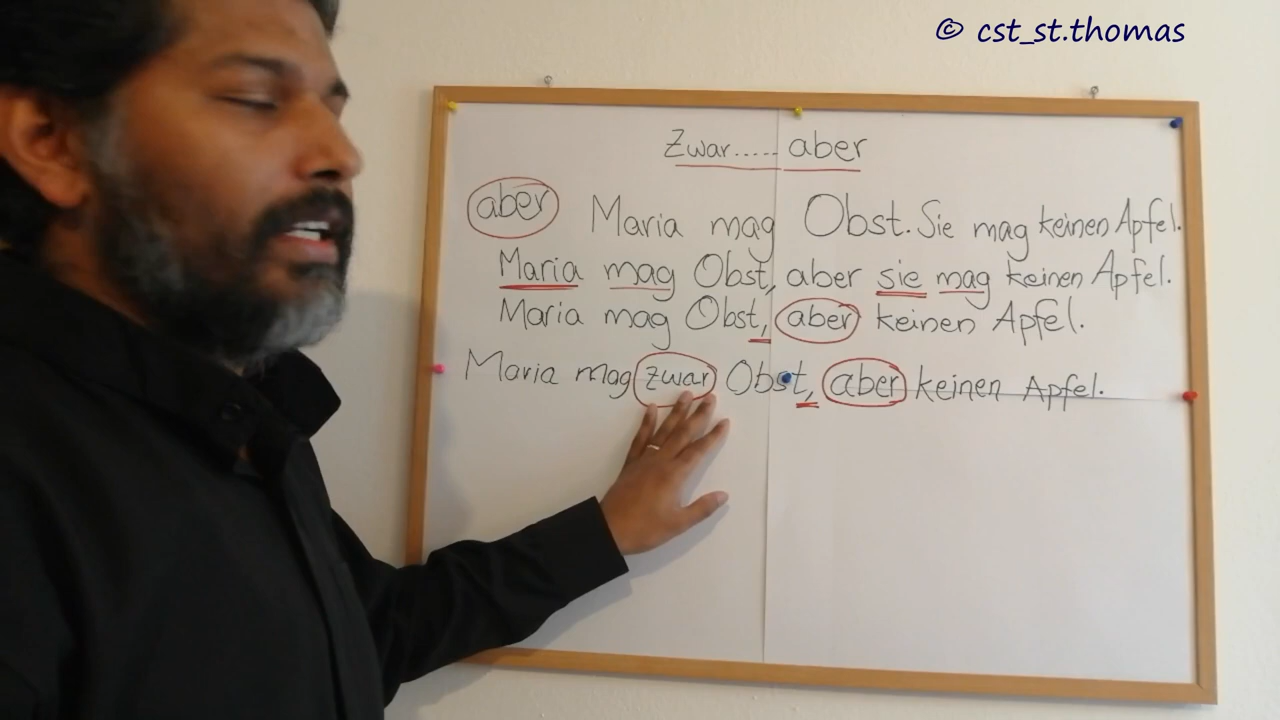 © cst_st.thomas
Zwar..... aber
aber Maria mag Obst. Sie mag keinen Apfel.
Maria mag Obst, aber sie mag keinen Apfel.
Maria mag Obst, aber keinen Apfel.
Maria mag zwar Obst, aber keinen Apfel.